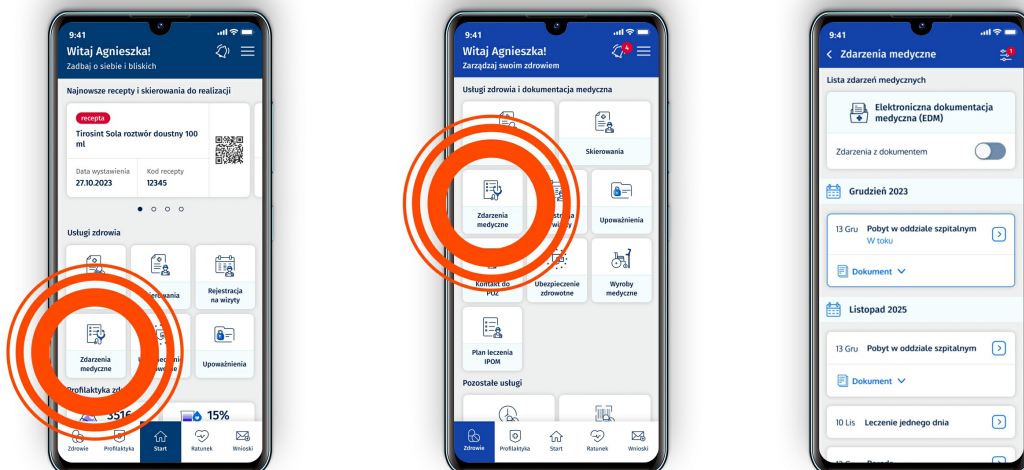 9:41
Witaj Agnieszka!
Zadbaj o siebie i bliskich
Najnowsze recepty i skierowania do realizacji
recepta
Tirosint Sola roztwór doustny 100
ml
Data wystawienia
Kod recepty
27.10.2023
12345
Usługi zdrowia
Rejestracja
na wizyty
Zdarzenia
medyczne
Upoważnienia
3516
15%
Zdrowie
Profilaktyka
Start
Ratunek
Wnioski
9:41
Witaj Agnieszka!
4
Zarządzaj swoim zdrowiem
Usługi zdrowia i dokumentacja medyczna
Skierowania
Zdarzenia
medyczne
Upoważnienia
Kontakt do
POZ
Ubezpieczenie
zdrowotne
Wyroby
medyczne
Plan leczenia
IPOM
Pozostałe usługi
Zdrowie
Profilaktyka
Start
Ratunek
Wnioski
9:41
Zdarzenia medyczne
1
Lista zdarzeń medycznych
Elektroniczna dokumentacja
medyczna (EDM)
Zdarzenia z dokumentem
Grudzień 2023
13 Gru Pobyt w oddziale szpitalnym
W toku
Dokument
Listopad 2025
13 Gru Pobyt w oddziale szpitalnym
Dokument
10 Lis Leczenie jednego dnia